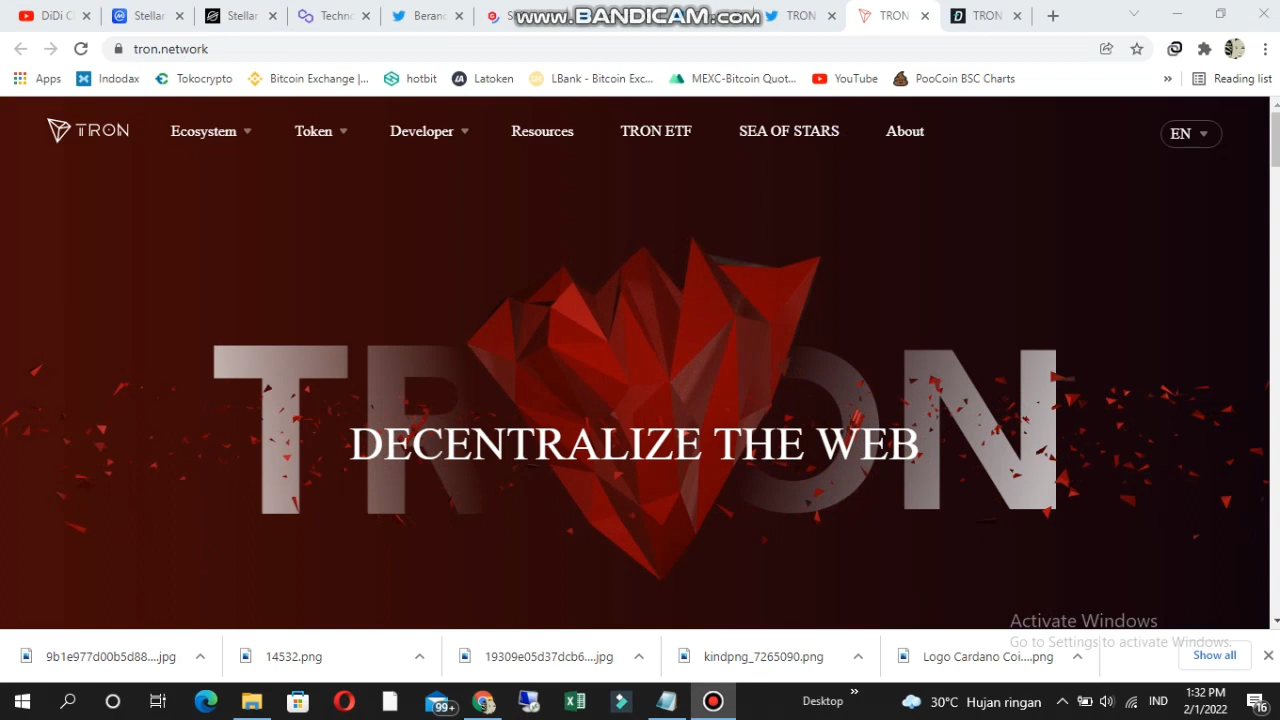 DiDi C
Stellar
Stellar
Techno
Beran
www.BANDICAM.com
TRON
TRON
TRON
tron.network
Apps
Indodax
Tokocrypto
Bitcoin Exchange |...
hotbit
Latoken
LBank - Bitcoin Exc...
MEXC-Bitcoin Quot...
YouTube
PooCoin BSC Charts
»
Reading list
TRON
Ecosystem
Token
Developer
Resources
TRON ETF
SEA OF STARS
About
EN
TRON
DECENTRALIZE THE WEB
Activate Windows
Go to Settings to activate Windows.
9b1e977d00b5d88....jpg
14532.png
19309e05d37dcb6....jpg
kindpng_7265090.png
Logo Cardano Coi....png
Show all
99+
Desktop
»
30°C Hujan ringan
IND
1:32 PM
2/1/2022
16